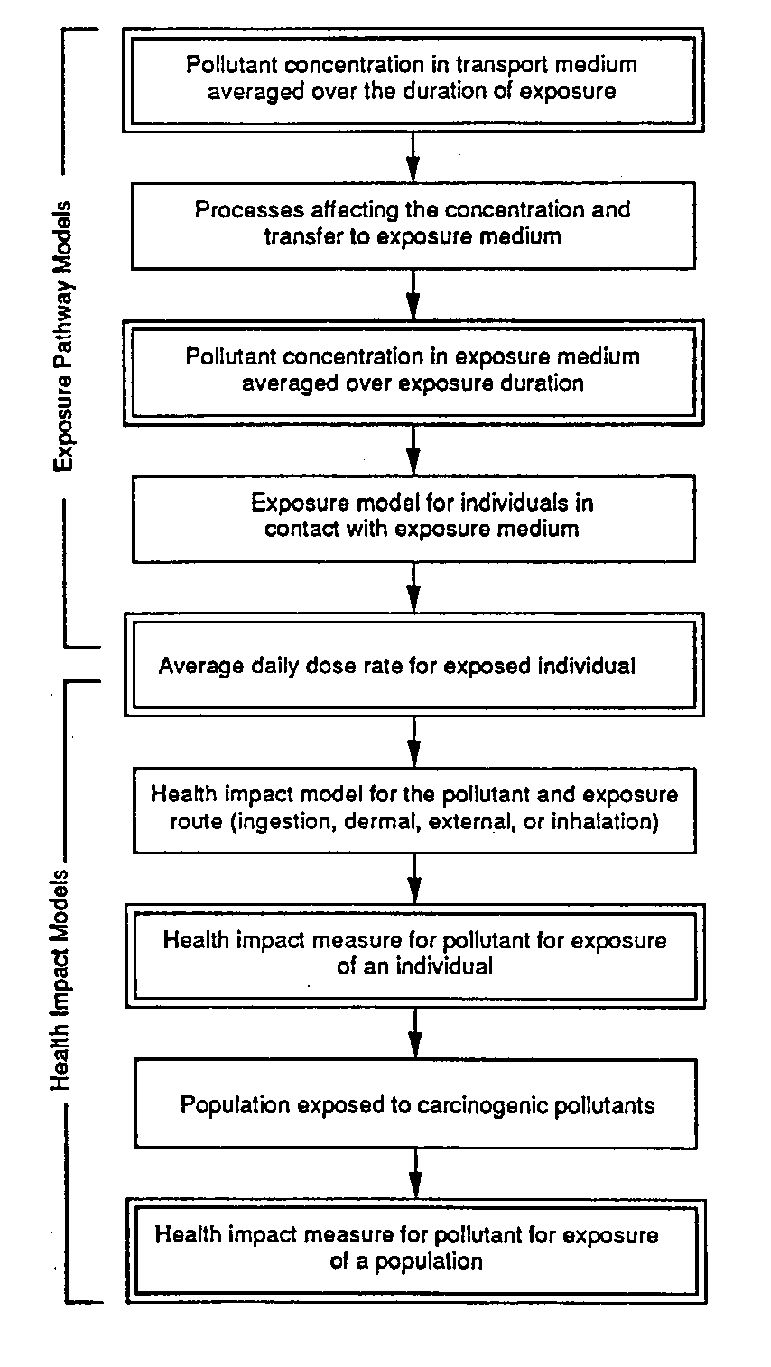 Pollutant concentration in transport medium
averaged over the duration of exposure
Processes affecting the concentration and
transfer to exposure medium
Exposure Pathway Models
Pollutant concentration in exposure medium
averaged over exposure duration
Exposure model for individuals in
contact with exposure medium
Average daily dose rate for exposed individual
Health impact model for the pollutant and exposure
route (ingestion, dermal, external, or inhalation)
Health Impact Models
Health impact measure for pollutant for exposure
of an individual
Population exposed to carcinogenic pollutants
Health impact measure for pollutant for exposure
of a population